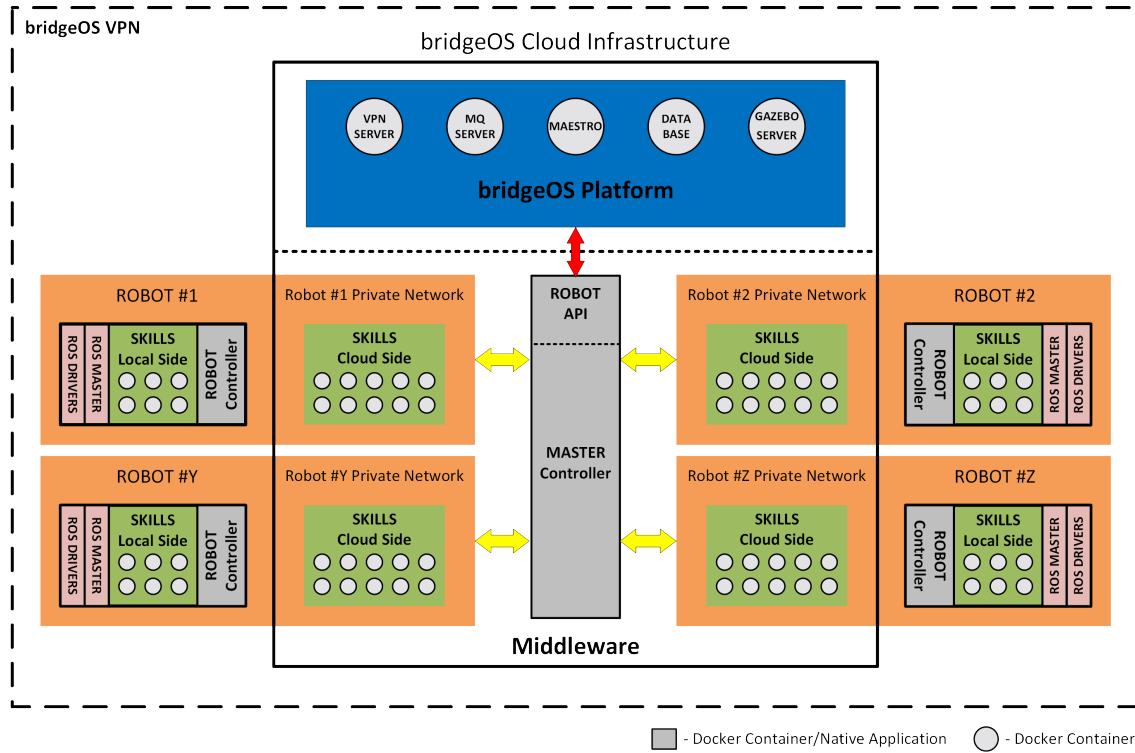 bridgeOS VPN
bridgeOS Cloud Infrastructure
VPN
SERVER
MQ
SERVER
MAESTRO
DATA
BASE
GAZEBO
SERVER
bridgeOS Platform
ROBOT #1
ROS DRIVERS
ROS MASTER
SKILLS
Local Side
ROBOT
Controller
Robot #1 Private Network
SKILLS
Cloud Side
ROBOT
API
MASTER
Controller
Robot #2 Private Network
SKILLS
Cloud Side
ROBOT #2
ROBOT
Controller
SKILLS
Local Side
ROS MASTER
ROS DRIVERS
ROBOT #Y
ROS DRIVERS
ROS MASTER
SKILLS
Local Side
ROBOT
Controller
Robot #Y Private Network
SKILLS
Cloud Side
Robot #Z Private Network
SKILLS
Cloud Side
ROBOT #Z
ROBOT
Controller
SKILLS
Local Side
ROS MASTER
ROS DRIVERS
Middleware
- Docker Container/Native Application
- Docker Container